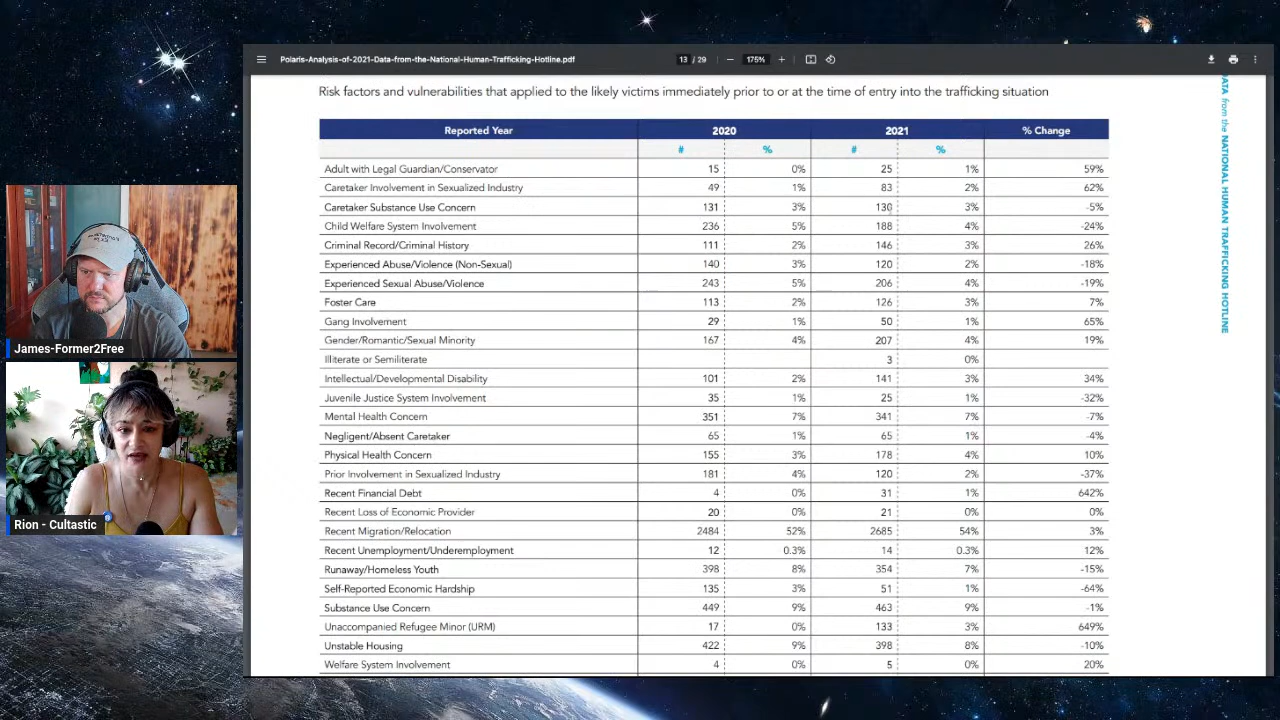 Polaris-Analysis-of-2021-Data-from-the-National-Human-Trafficking-Hotline.pdf 13 / 29 175%
Risk factors and vulnerabilities that applied to the likely victims immediately prior to or at the time of entry into the trafficking situation
Reported Year 2020 2021 % Change
# % # %
Adult with Legal Guardian/Conservator 15 0% 25 1% 59%
Caretaker Involvement in Sexualized Industry 49 1% 83 2% 62%
Caretaker Substance Use Concern 131 3% 130 3% -5%
Child Welfare System Involvement 236 5% 188 4% -24%
Criminal Record/Criminal History 111 2% 146 3% 26%
Experienced Abuse/Violence (Non-Sexual) 140 3% 120 2% -18%
Experienced Sexual Abuse/Violence 243 5% 206 4% -19%
Foster Care 113 2% 126 3% 7%
Gang Involvement 29 1% 50 1% 65%
Gender/Romantic/Sexual Minority 167 4% 207 4% 19%
Illiterate or Semiliterate 3 0%
Intellectual/Developmental Disability 101 2% 141 3% 34%
Juvenile Justice System Involvement 35 1% 25 1% -32%
Mental Health Concern 351 7% 341 7% -7%
Negligent/Absent Caretaker 65 1% 65 1% -4%
Physical Health Concern 155 3% 178 4% 10%
Prior Involvement in Sexualized Industry 181 4% 120 2% -37%
Recent Financial Debt 4 0% 31 1% 642%
Recent Loss of Economic Provider 20 0% 21 0% 0%
Recent Migration/Relocation 2484 52% 2685 54% 3%
Recent Unemployment/Underemployment 12 0.3% 14 0.3% 12%
Runaway/Homeless Youth 398 8% 354 7% -15%
Self-Reported Economic Hardship 135 3% 51 1% -64%
Substance Use Concern 449 9% 463 9% -1%
Unaccompanied Refugee Minor (URM) 17 0% 133 3% 649%
Unstable Housing 422 9% 398 8% -10%
Welfare System Involvement 4 0% 5 0% 20%
DATA from the NATIONAL HUMAN TRAFFICKING HOTLINE
James-Former2Free
Rion - Cultastic